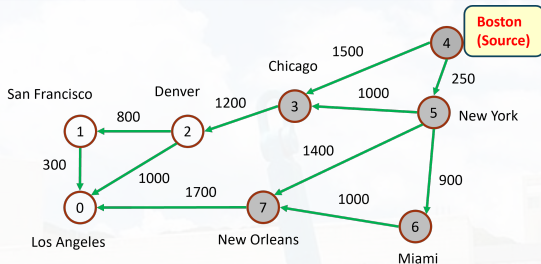 Boston
(Source)
4
1500
250
Chicago
San Francisco
Denver
3
1000
5
New York
1200
800
1
2
1400
300
1000
900
1000
1700
0
7
6
Los Angeles
New Orleans
Miami